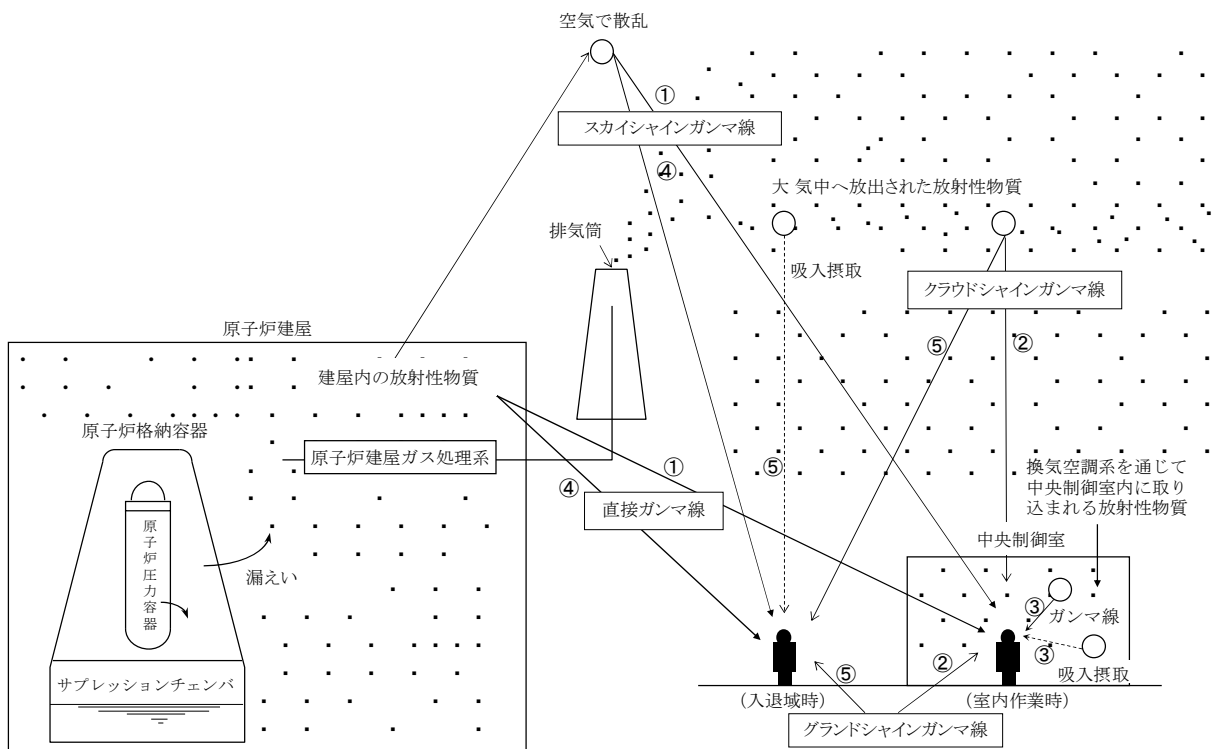 空気で散乱
①
スカイシャインガンマ線
④
大 気中へ放出された放射性物質
排気筒
吸入摂取
クラウドシャインガンマ線
⑤
②
原子炉建屋
建屋内の放射性物質
原子炉格納容器
原子炉建屋ガス処理系
①
④
⑤
直接ガンマ線
換気空調系を通じて
中央制御室内に取り
込まれる放射性物質
原子炉圧力容器
漏えい
中央制御室
③
ガンマ線
③
吸入摂取
サプレッションチェンバ
⑤
②
(入退域時)
(室内作業時)
グランドシャインガンマ線